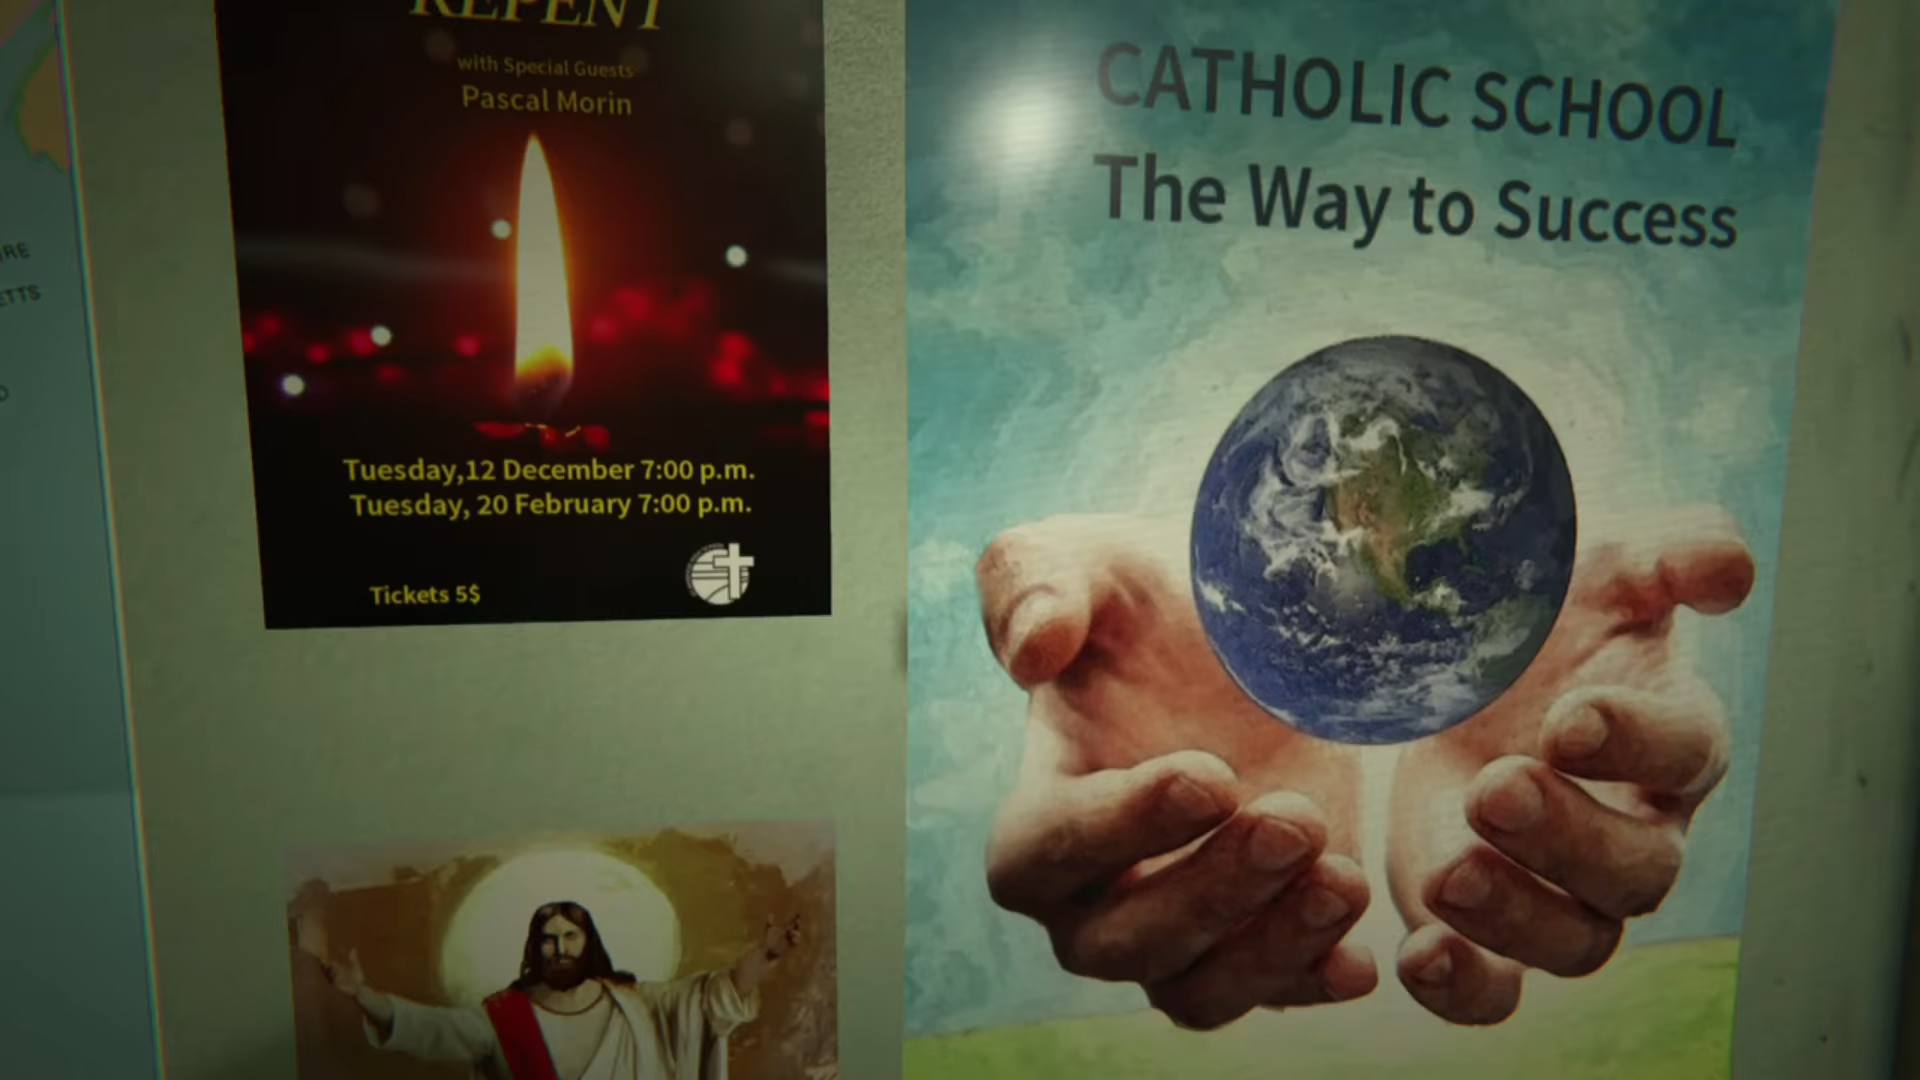 REPENT
with Special Guests
Pascal Morin
Tuesday,12 December 7:00 p.m.
Tuesday, 20 February 7:00 p.m.
Tickets 5$
CATHOLIC SCHOOL
The Way to Success